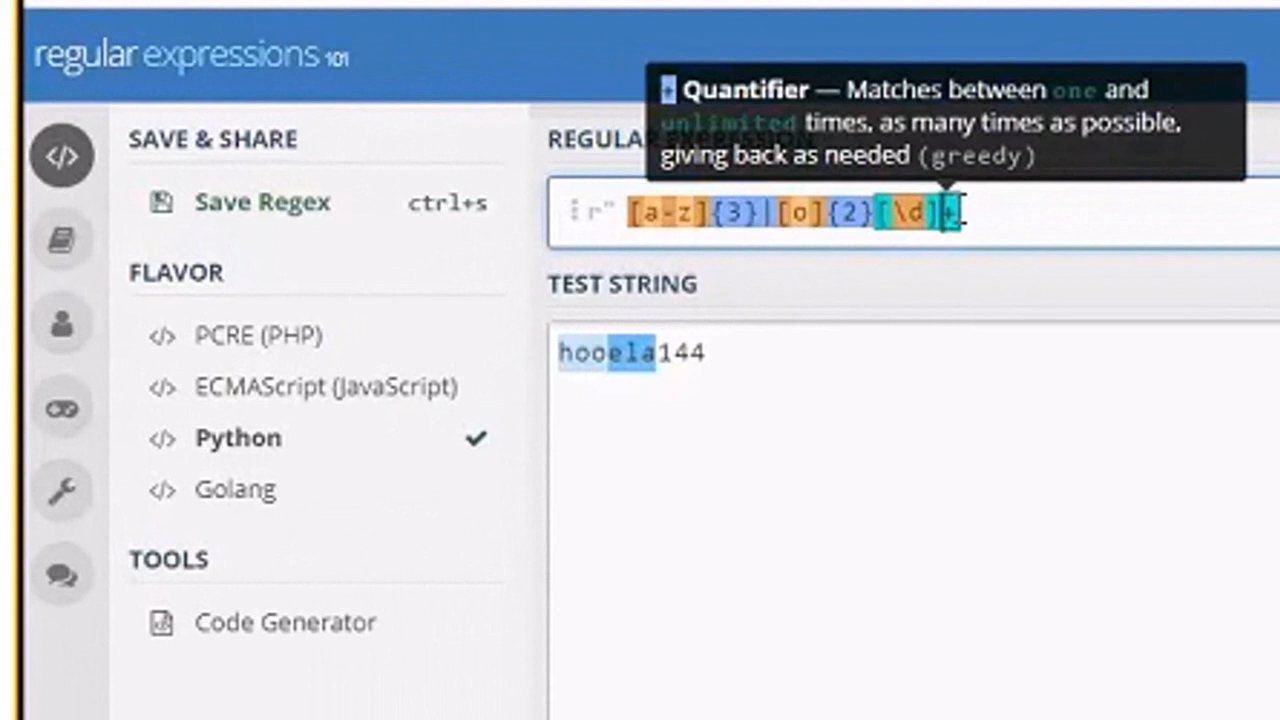 regular expressions 101
+ Quantifier — Matches between one and
unlimited times, as many times as possible,
giving back as needed (greedy)
SAVE & SHARE
Save Regex ctrl+s
FLAVOR
PCRE (PHP)
ECMAScript (JavaScript)
Python
Golang
TOOLS
Code Generator
REGULAR EXPRESSION
r" [a-z]{3}|[o]{2}[\d]+
TEST STRING
hooela144